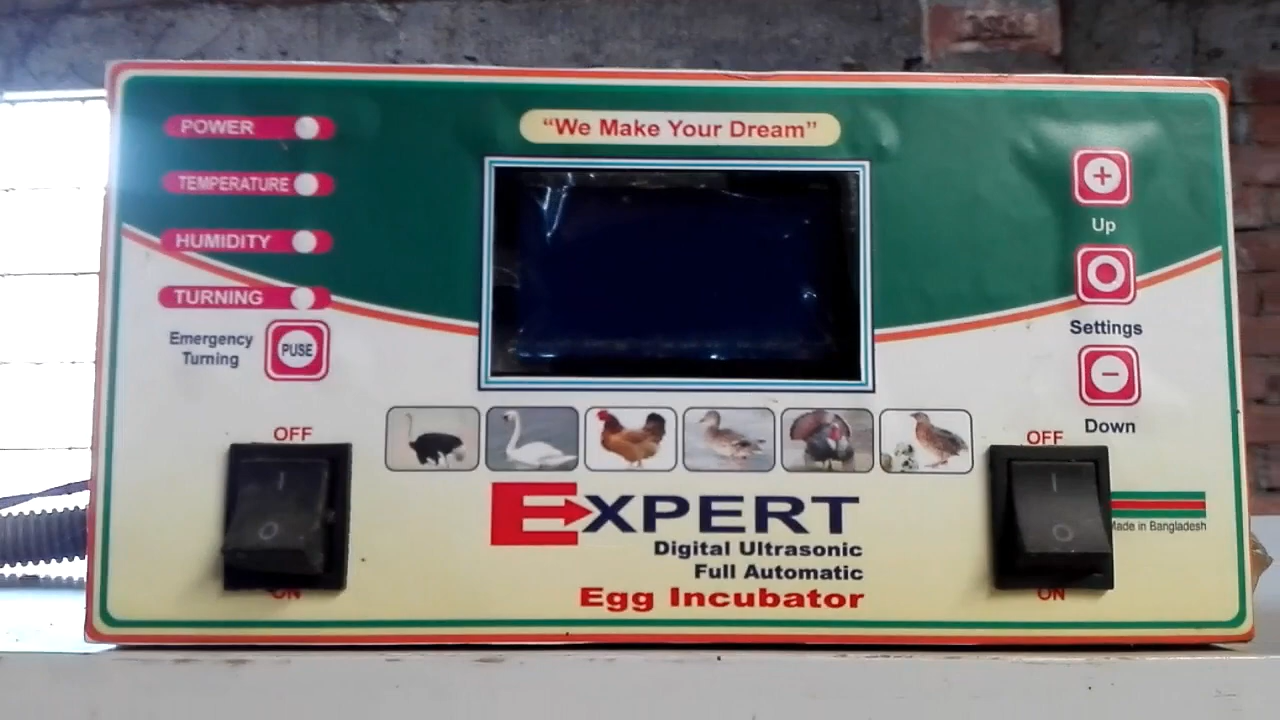 POWER
TEMPERATURE
HUMIDITY
TURNING
Emergency
Turning
PUSE
“We Make Your Dream”
Up
Settings
Down
OFF
ON
EXPERT
Digital Ultrasonic
Full Automatic
Egg Incubator
OFF
ON
Made in Bangladesh